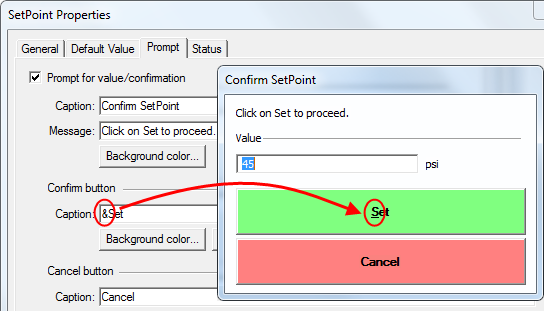 SetPoint Properties
General Default Value Prompt Status
Prompt for value/confirmation
Caption: Confirm SetPoint
Message: Click on Set to proceed.
Background color...
Confirm button
Caption: &Set
Background color...
Cancel button
Caption: Cancel
Confirm SetPoint
Click on Set to proceed.
Value
45 psi
Set
Cancel